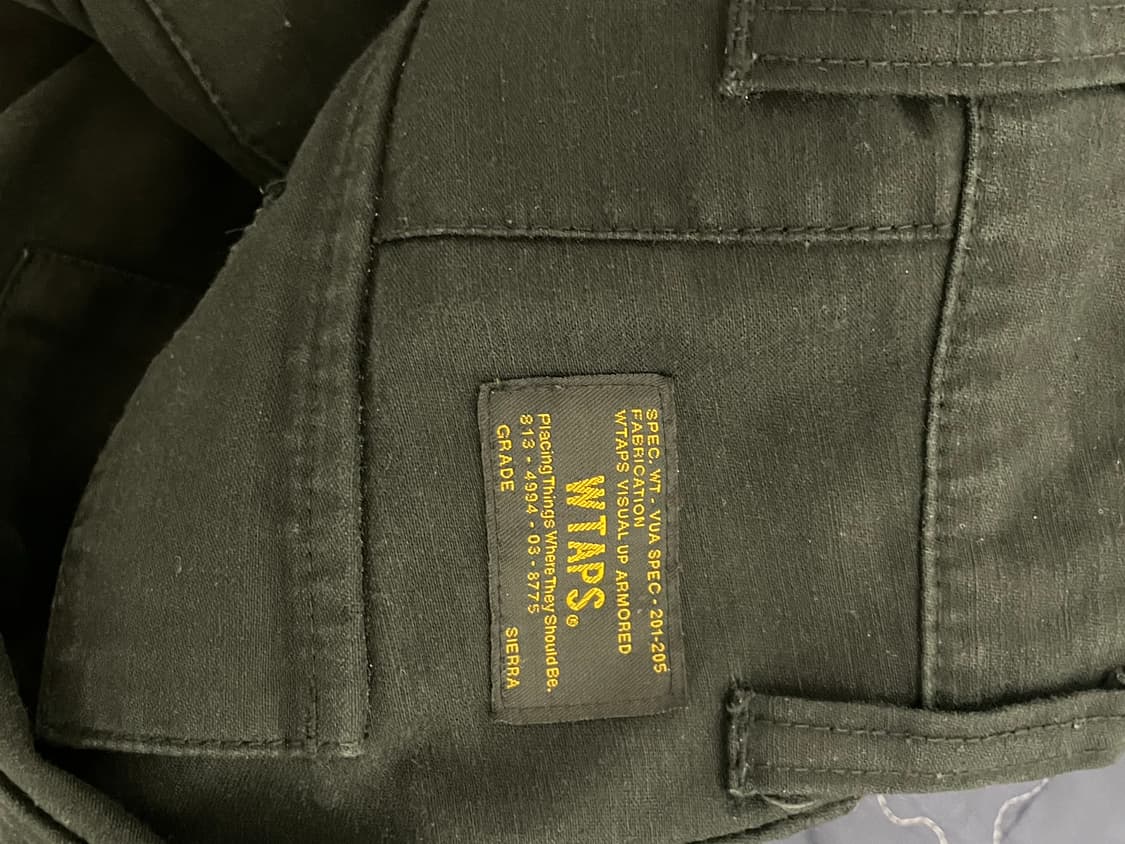 SPEC. WT - VUA SPEC - 201-205
FABRICATION
WTAPS VISUAL UP ARMORED
WTAPS®
Placing Things Where They Should Be.
813 - 4994 - 03 - 8775
GRADE SIERRA